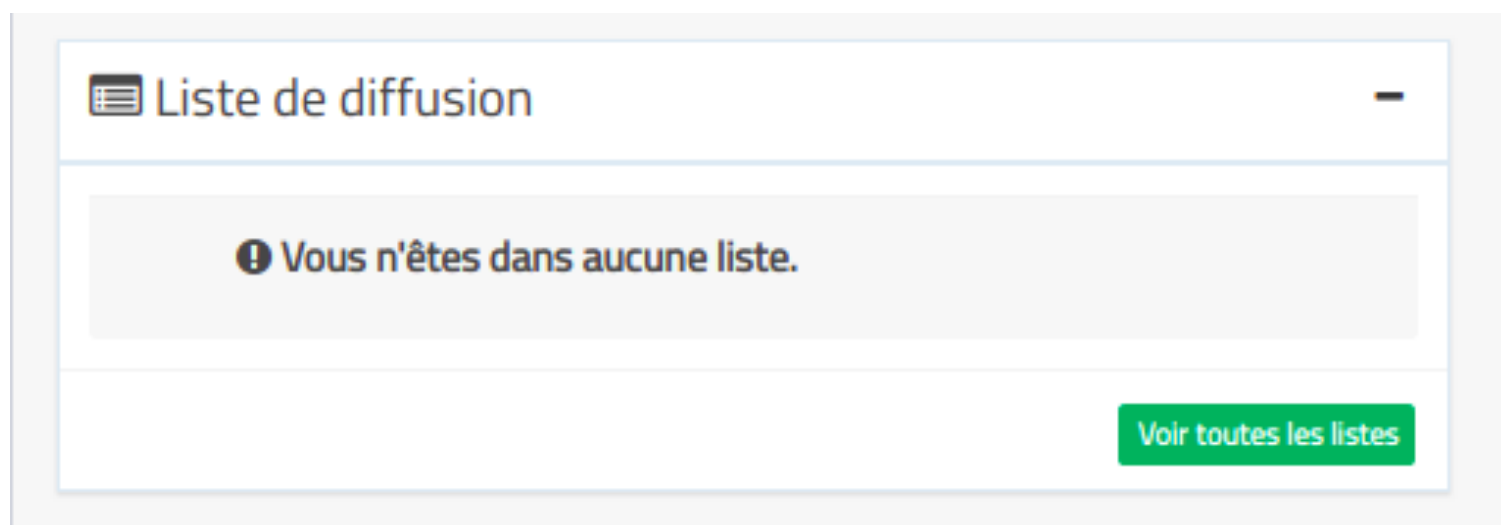 Liste de diffusion
Vous n'êtes dans aucune liste.
Voir toutes les listes